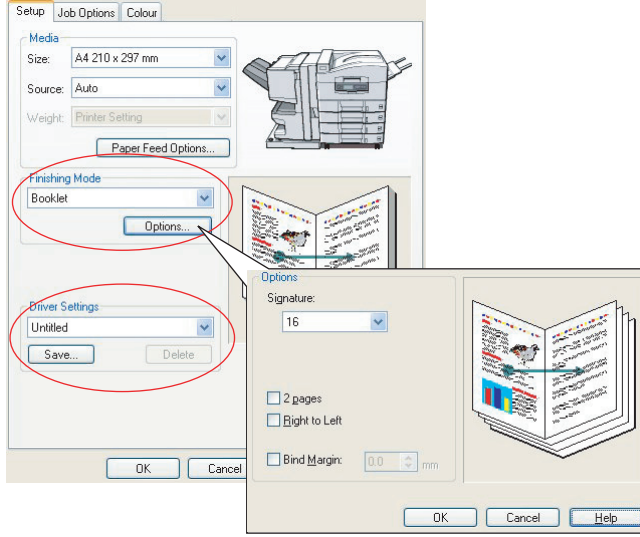 Setup Job Options Colour
Media
Size: A4 210 x 297 mm
Source: Auto
Weight: Printer Setting
Paper Feed Options...
Finishing Mode
Booklet
Options...
Driver Settings
Untitled
Save... Delete
OK Cancel
Options
Signature:
16
2 pages
Right to Left
Bind Margin: 0.0 mm
OK Cancel Help